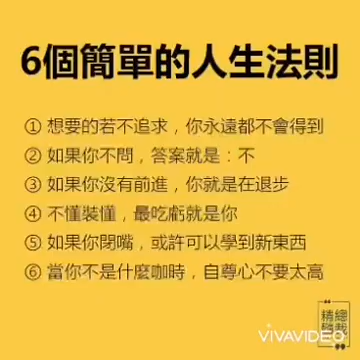 6個簡單的人生法則
① 想要的若不追求，你永遠都不會得到
② 如果你不問，答案就是：不
③ 如果你沒有前進，你就是在退步
④ 不懂裝懂，最吃虧就是你
⑤ 如果你閉嘴，或許可以學到新東西
⑥ 當你不是什麼咖時，自尊心不要太高
VIVAVIDEO